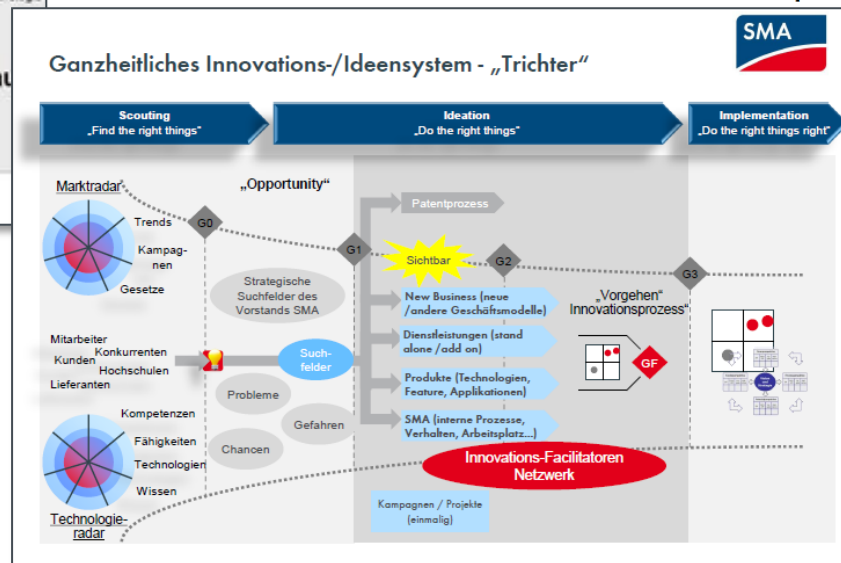 SMA
Ganzheitliches Innovations-/Ideensystem - „Trichter“
Scouting
„Find the right things“
Ideation
„Do the right things“
Implementation
„Do the right things right“
Marktradar
„Opportunity“
Trends
Kampag-
nen
Gesetze
G0
G1
G2
G3
Patentprozess
Sichtbar
Strategische
Suchfelder des
Vorstands SMA
New Business (neue
/andere Geschäftsmodelle)
„Vorgehen“
Innovationsprozess“
Mitarbeiter
Konkurrenten
Kunden
Hochschulen
Lieferanten
Such-
felder
Dienstleistungen (stand
alone /add on)
GF
Probleme
Produkte (Technologien,
Feature, Applikationen)
Gefahren
Chancen
SMA (interne Prozesse,
Verhalten, Arbeitsplatz...)
Kompetenzen
Fähigkeiten
Technologien
Wissen
Technologie-
radar
Innovations-Facilitatoren
Netzwerk
Kampagnen / Projekte
(einmalig)